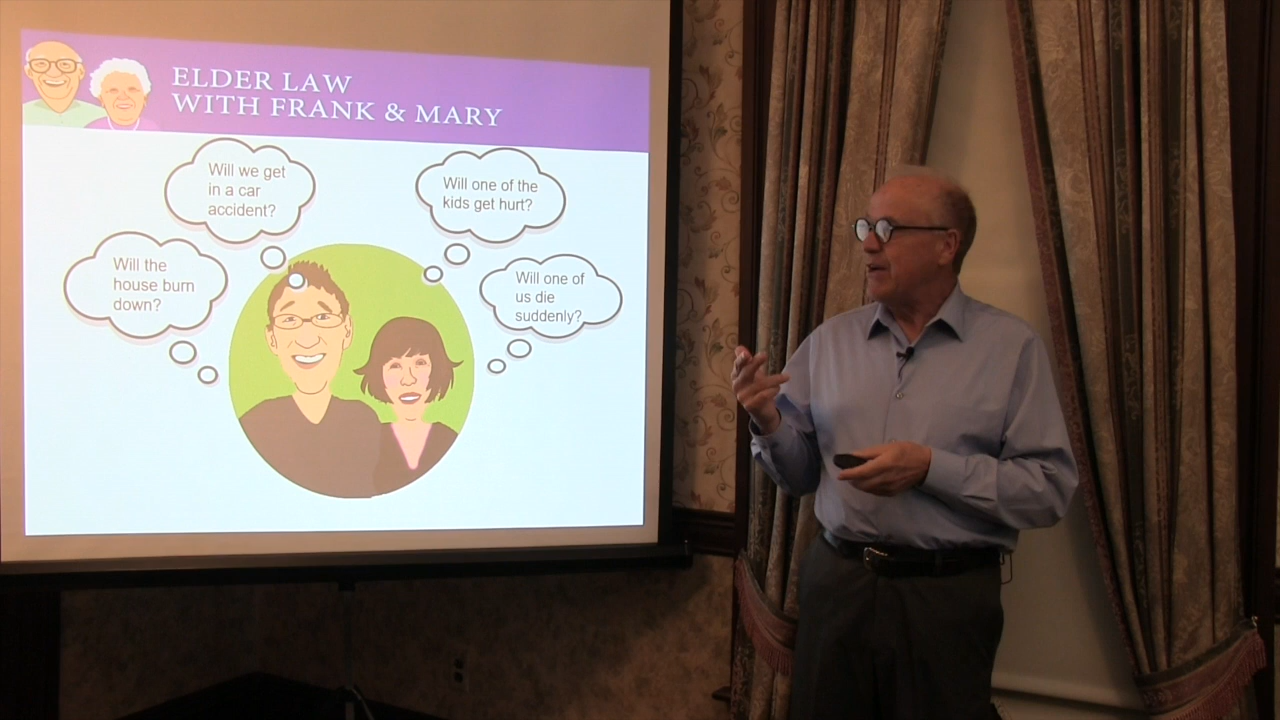 ELDER LAW
WITH FRANK & MARY
Will we get
in a car
accident?
Will one of the
kids get hurt?
Will the
house burn
down?
Will one of
us die
suddenly?